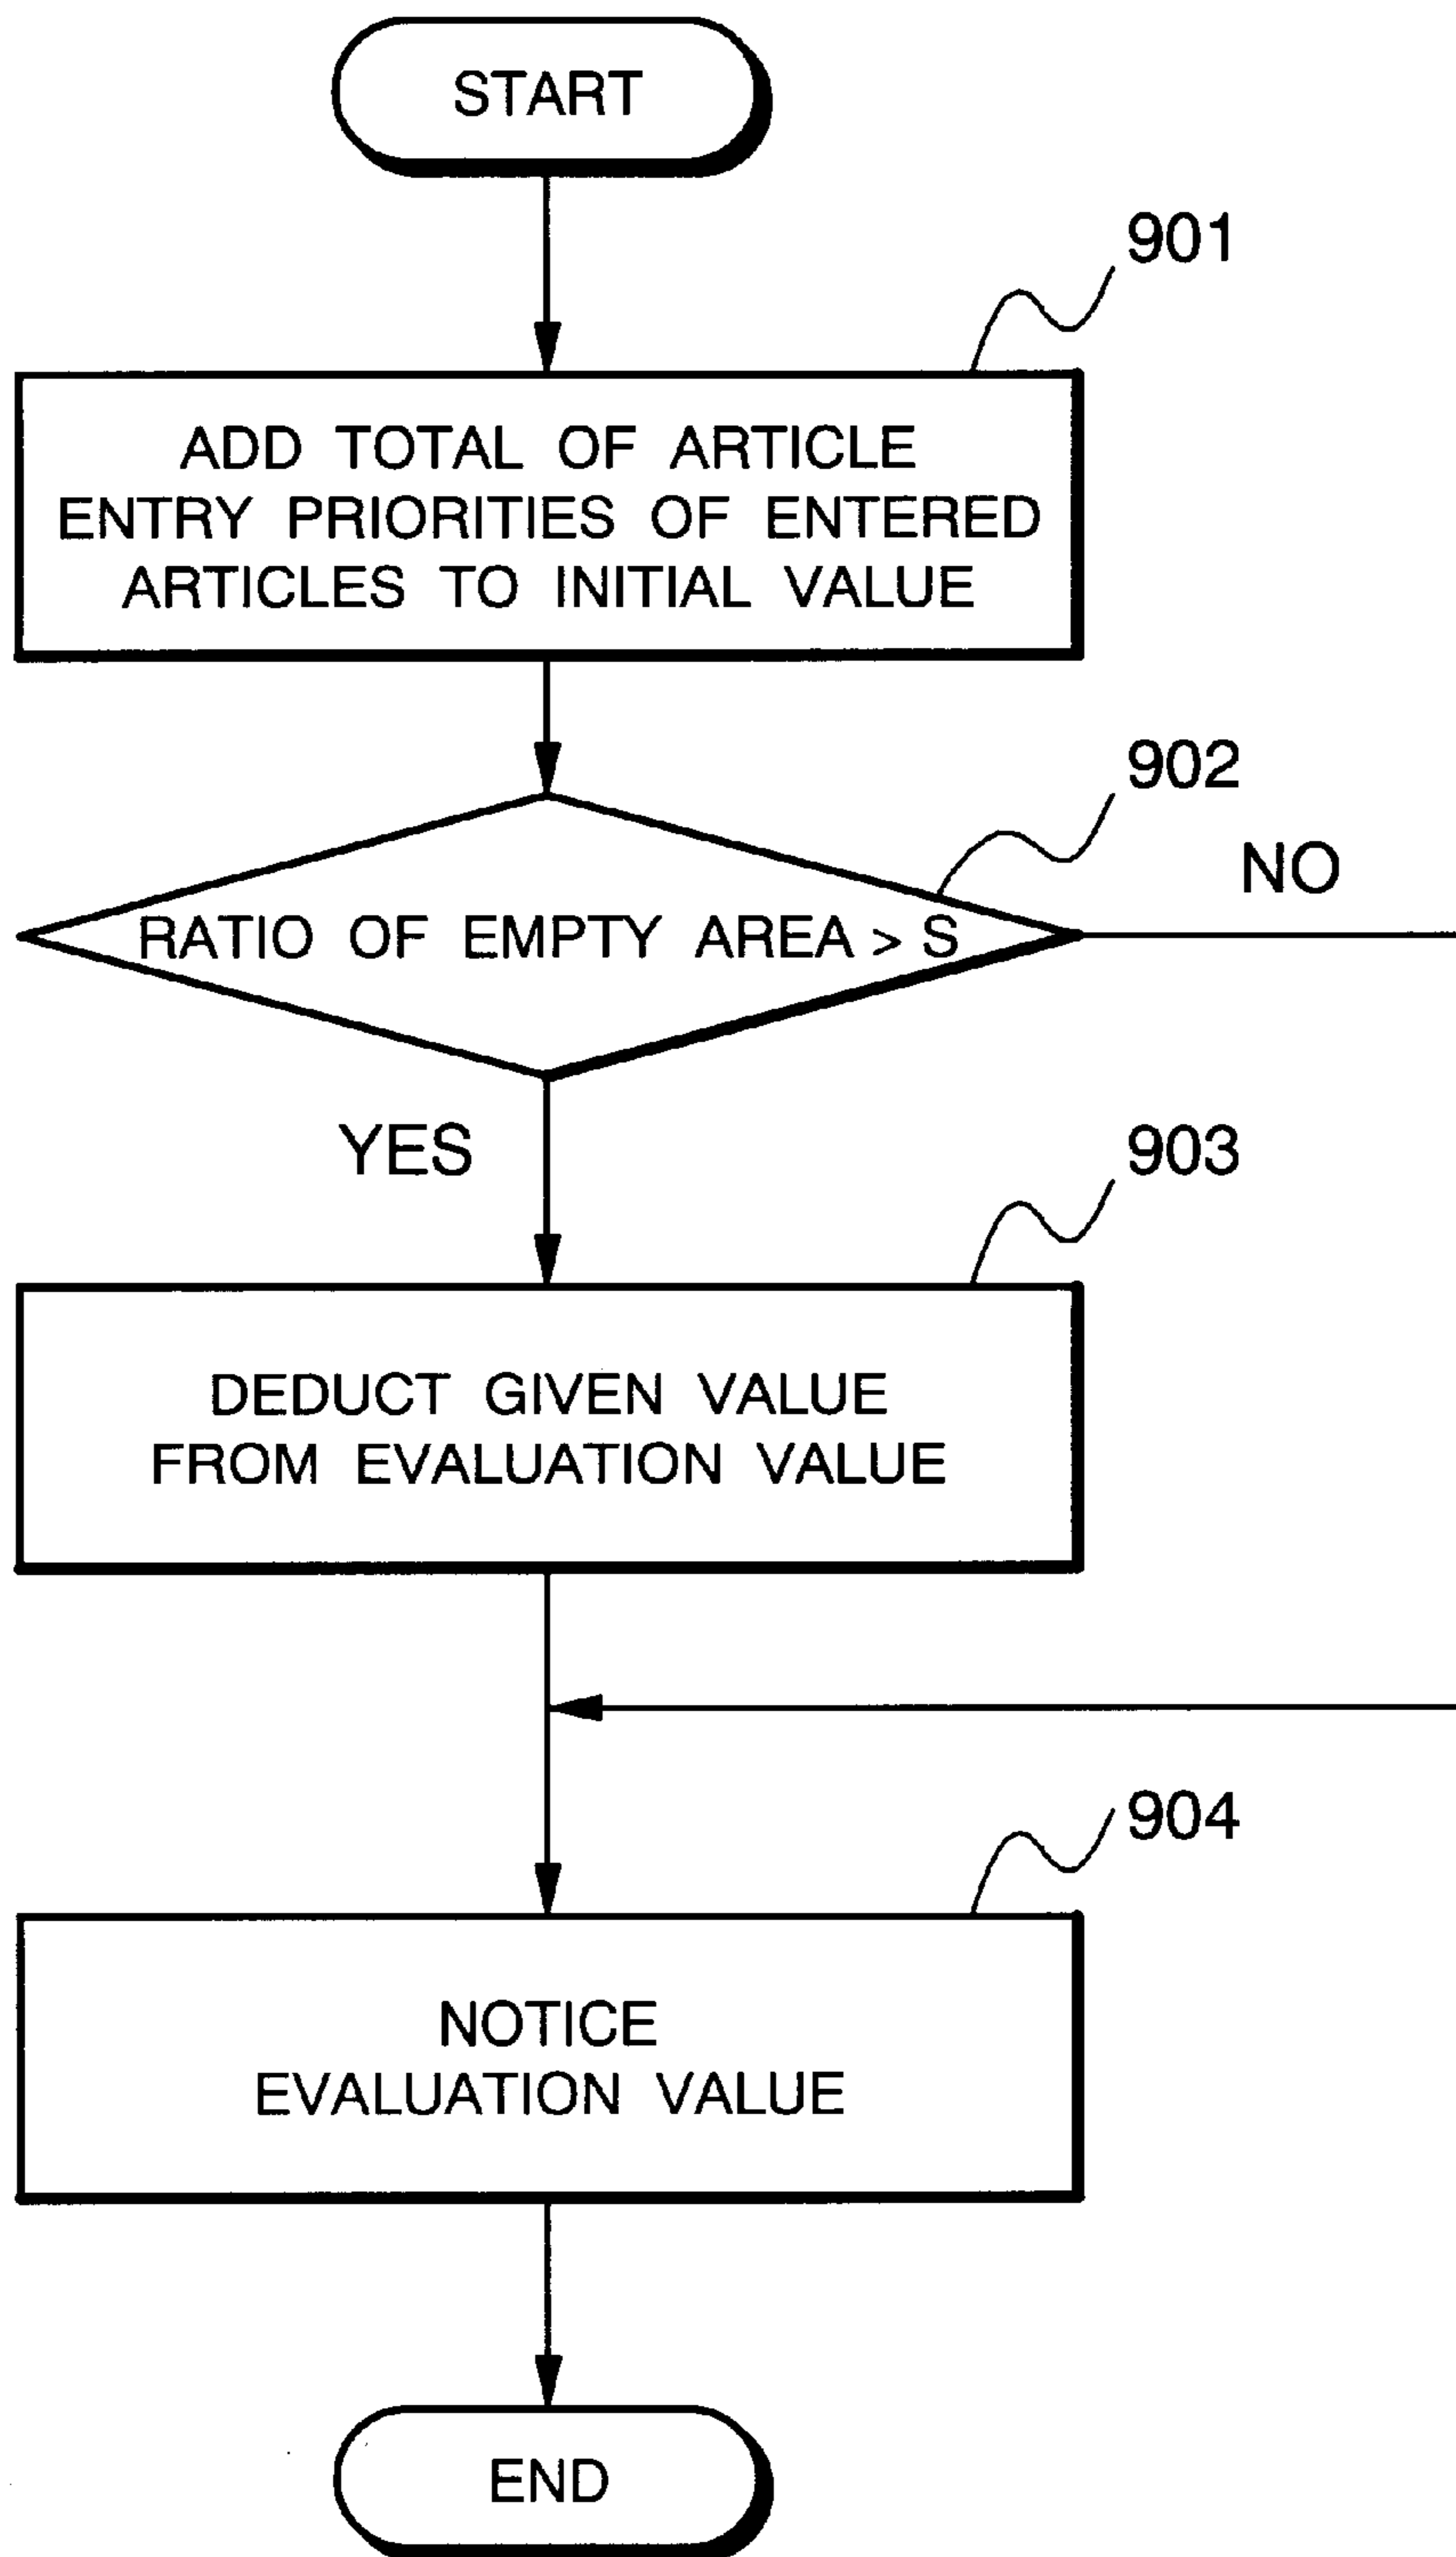 START
901
ADD TOTAL OF ARTICLE
ENTRY PRIORITIES OF ENTERED
ARTICLES TO INITIAL VALUE
902
NO
RATIO OF EMPTY AREA > S
YES
903
DEDUCT GIVEN VALUE
FROM EVALUATION VALUE
904
NOTICE
EVALUATION VALUE
END